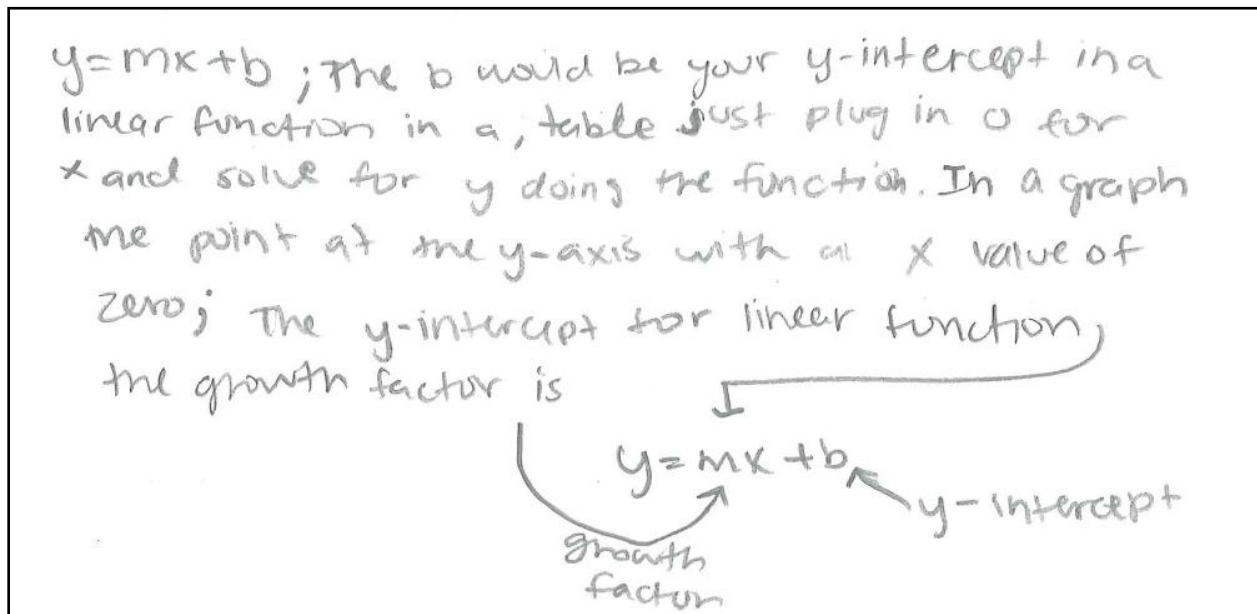 y=mx+b ; The b would be your y-intercept in a
linear function in a, table just plug in 0 for
x and solve for y doing the function. In a graph
the point at the y-axis with a x value of
zero; The y-intercept for linear function,
the growth factor is
y=mx+b
y-intercept
growth
factor